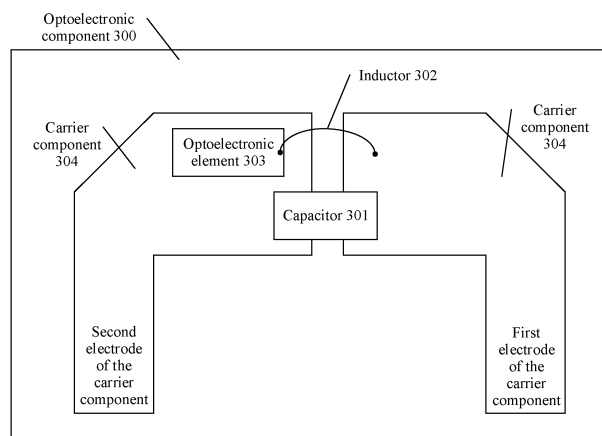 Optoelectronic
component 300
Inductor 302
Carrier
component
304
Carrier
component
304
Optoelectronic
element 303
Capacitor 301
Second
electrode
of the
carrier
component
First
electrode of
the carrier
component